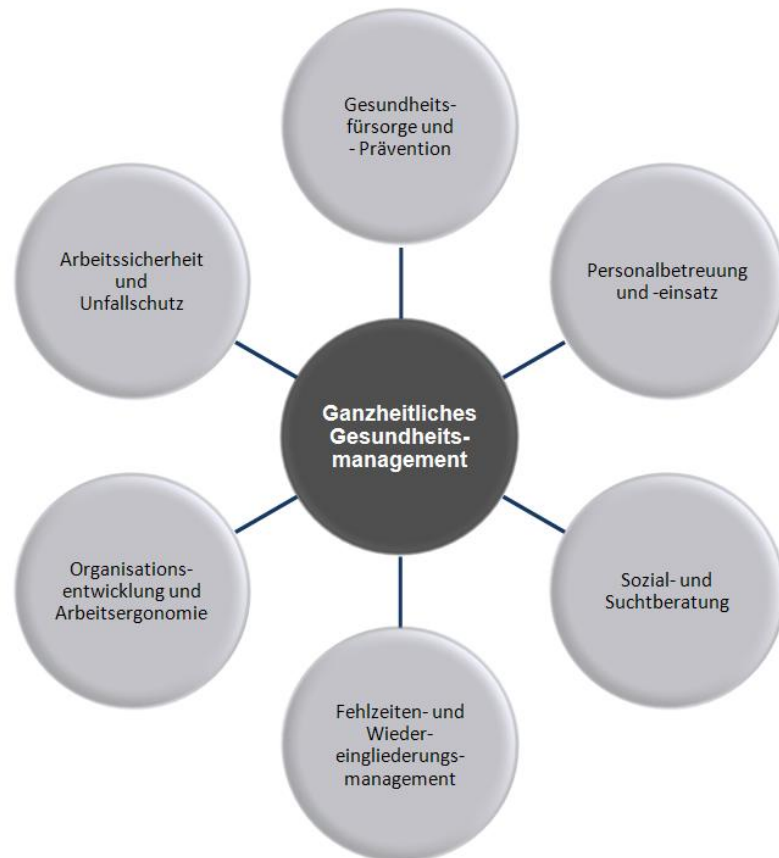 Gesundheits-
fürsorge und
- Prävention
Personalbetreuung
und -einsatz
Sozial- und
Suchtberatung
Fehlzeiten- und
Wieder-
eingliederungs-
management
Organisations-
entwicklung und
Arbeitsergonomie
Arbeitssicherheit
und
Unfallschutz
Ganzheitliches
Gesundheits-
management